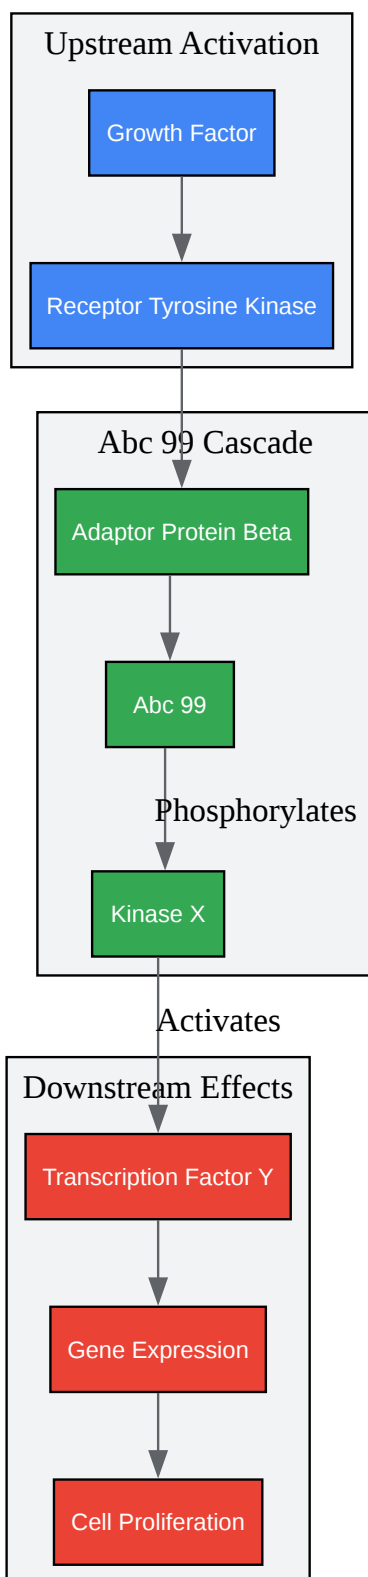 Upstream Activation
Growth Factor
Receptor Tyrosine Kinase
Abc 99 Cascade
Adaptor Protein Beta
Abc 99
Phosphorylates
Kinase X
Activates
Downstream Effects
Transcription Factor Y
Gene Expression
Cell Proliferation